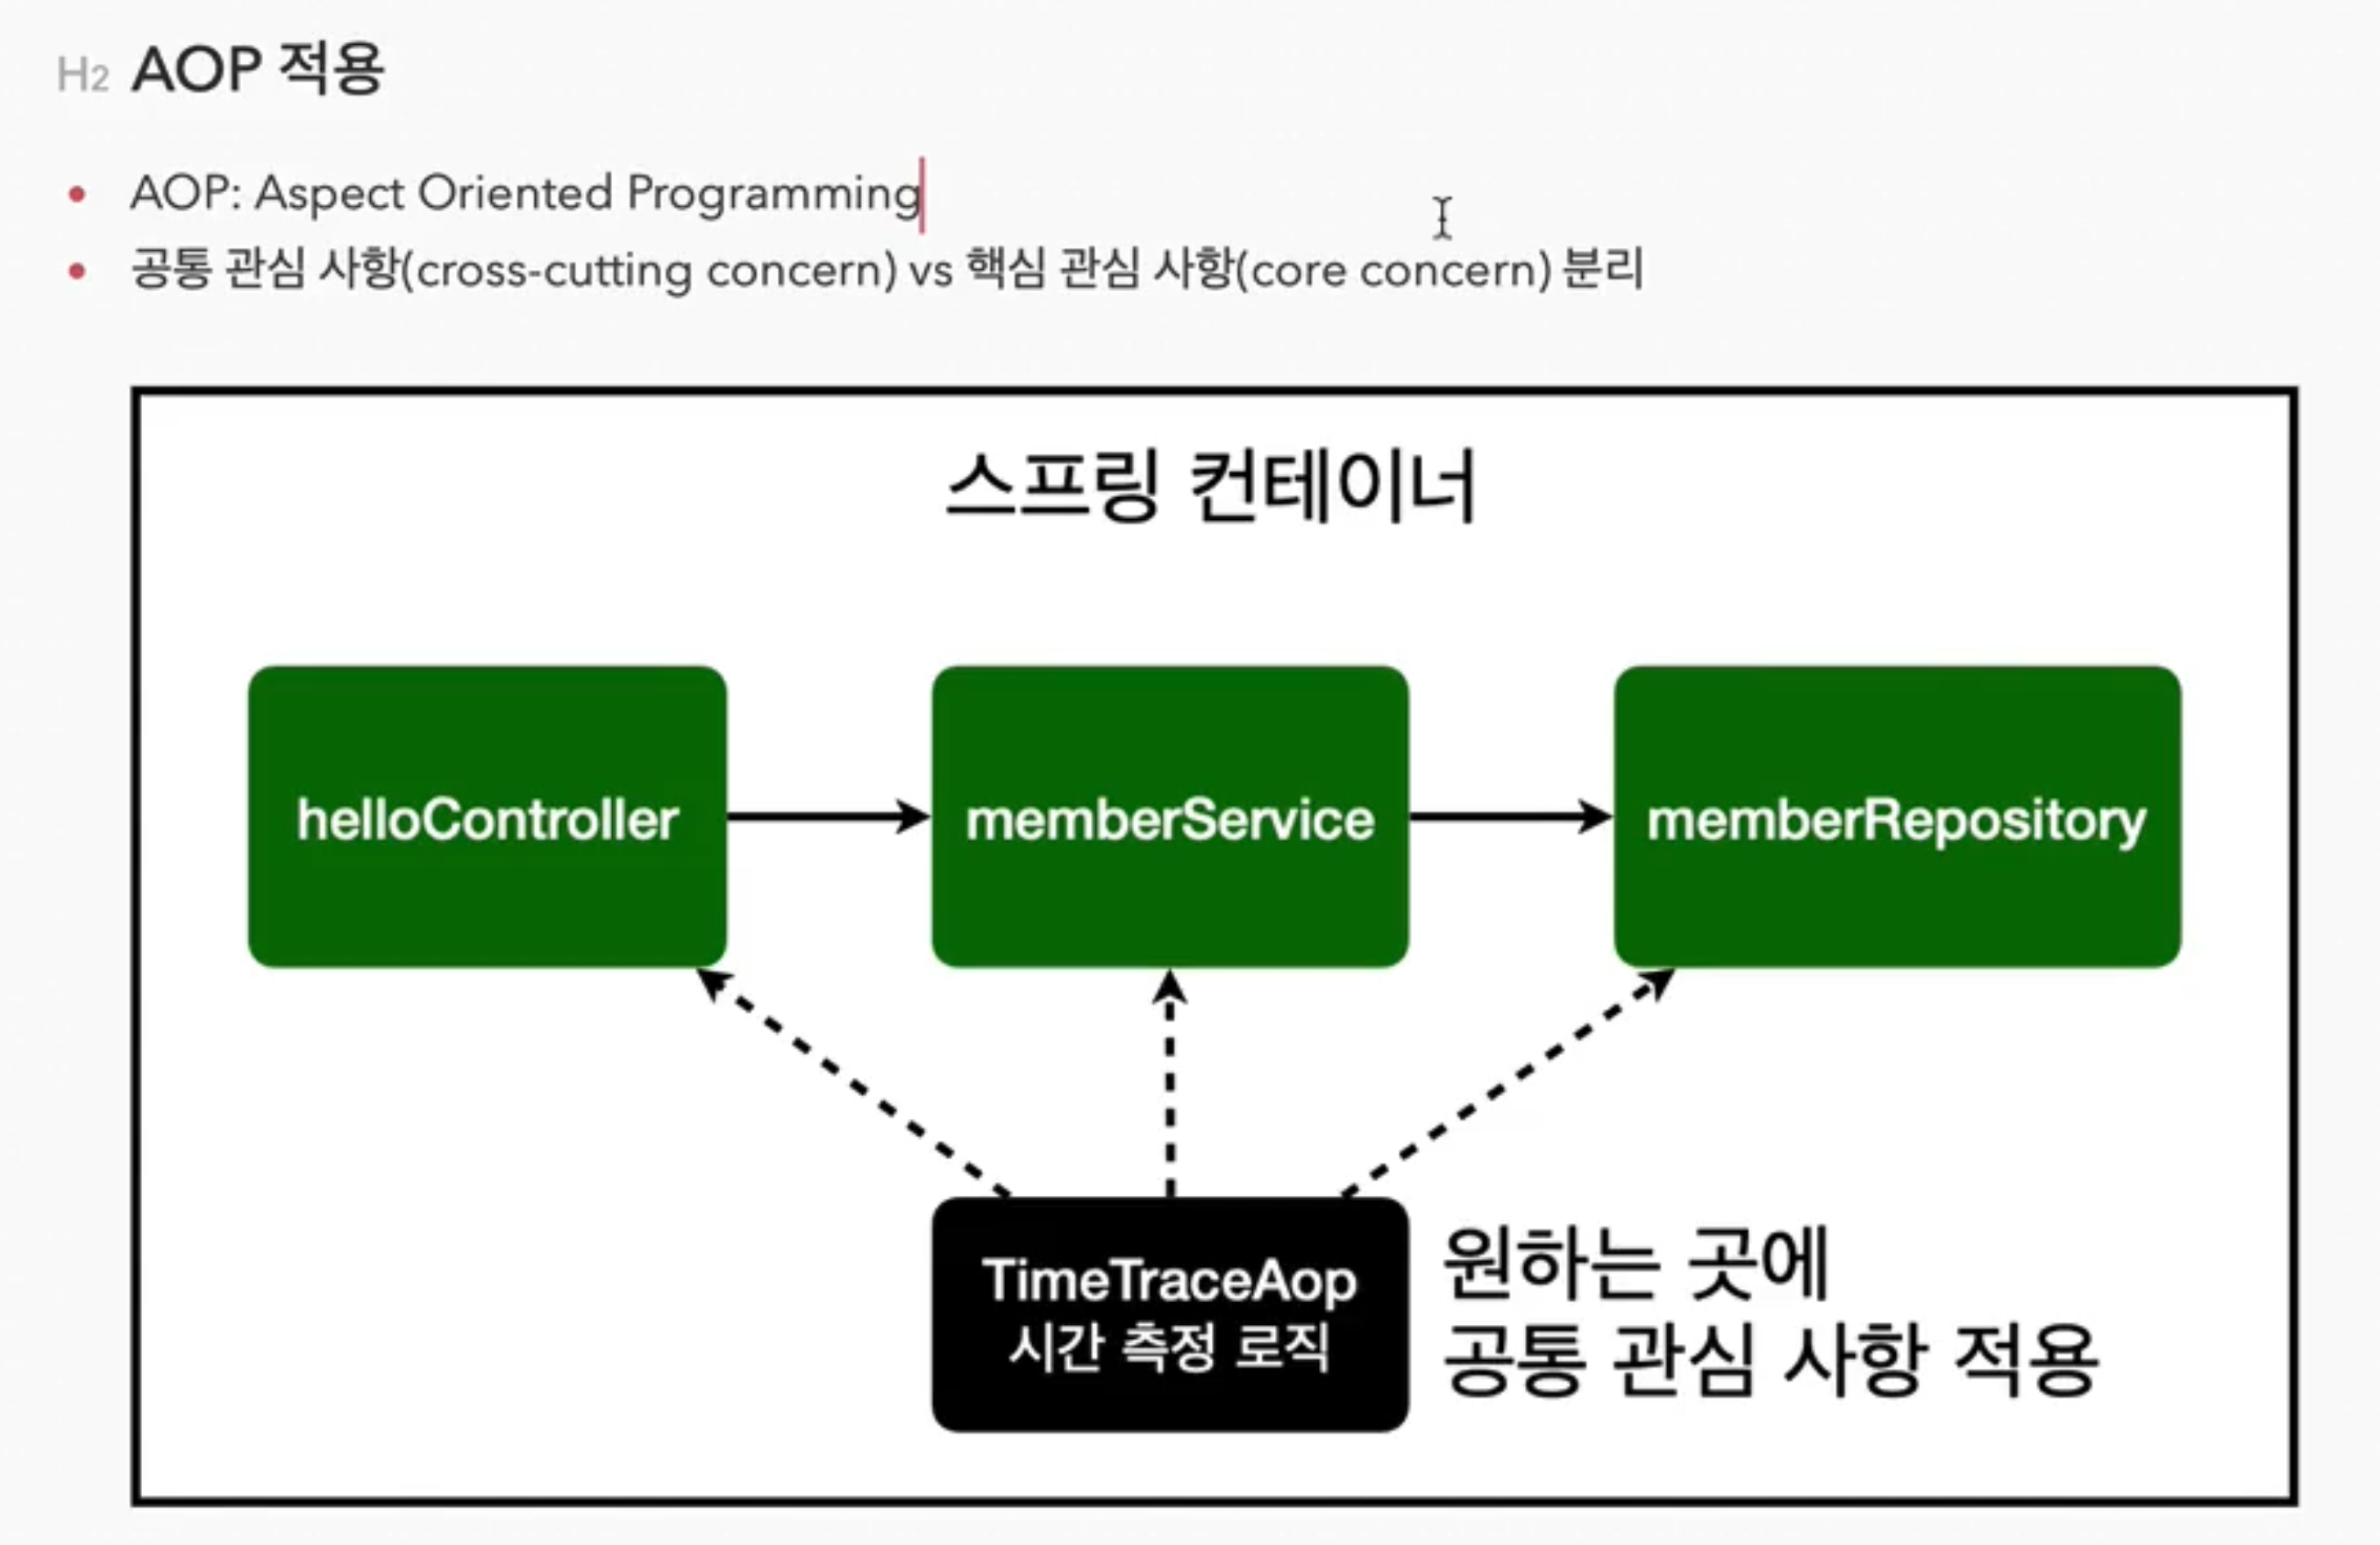 H2 AOP 적용
AOP: Aspect Oriented Programming
공통 관심 사항(cross-cutting concern) vs 핵심 관심 사항(core concern) 분리
스프링 컨테이너
helloController
memberService
memberRepository
TimeTraceAop
시간 측정 로직
원하는 곳에
공통 관심 사항 적용